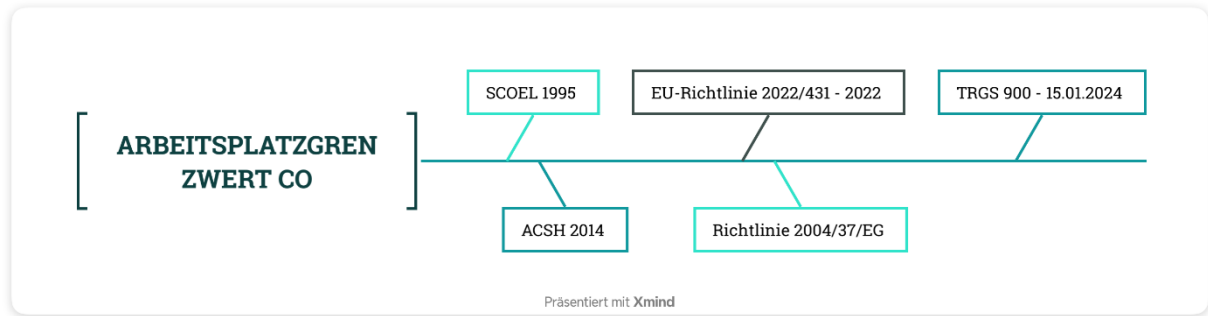 ARBEITSPLATZGREN
ZWERT CO
SCOEL 1995
EU-Richtlinie 2022/431 - 2022
TRGS 900 - 15.01.2024
ACSH 2014
Richtlinie 2004/37/EG
Präsentiert mit Xmind